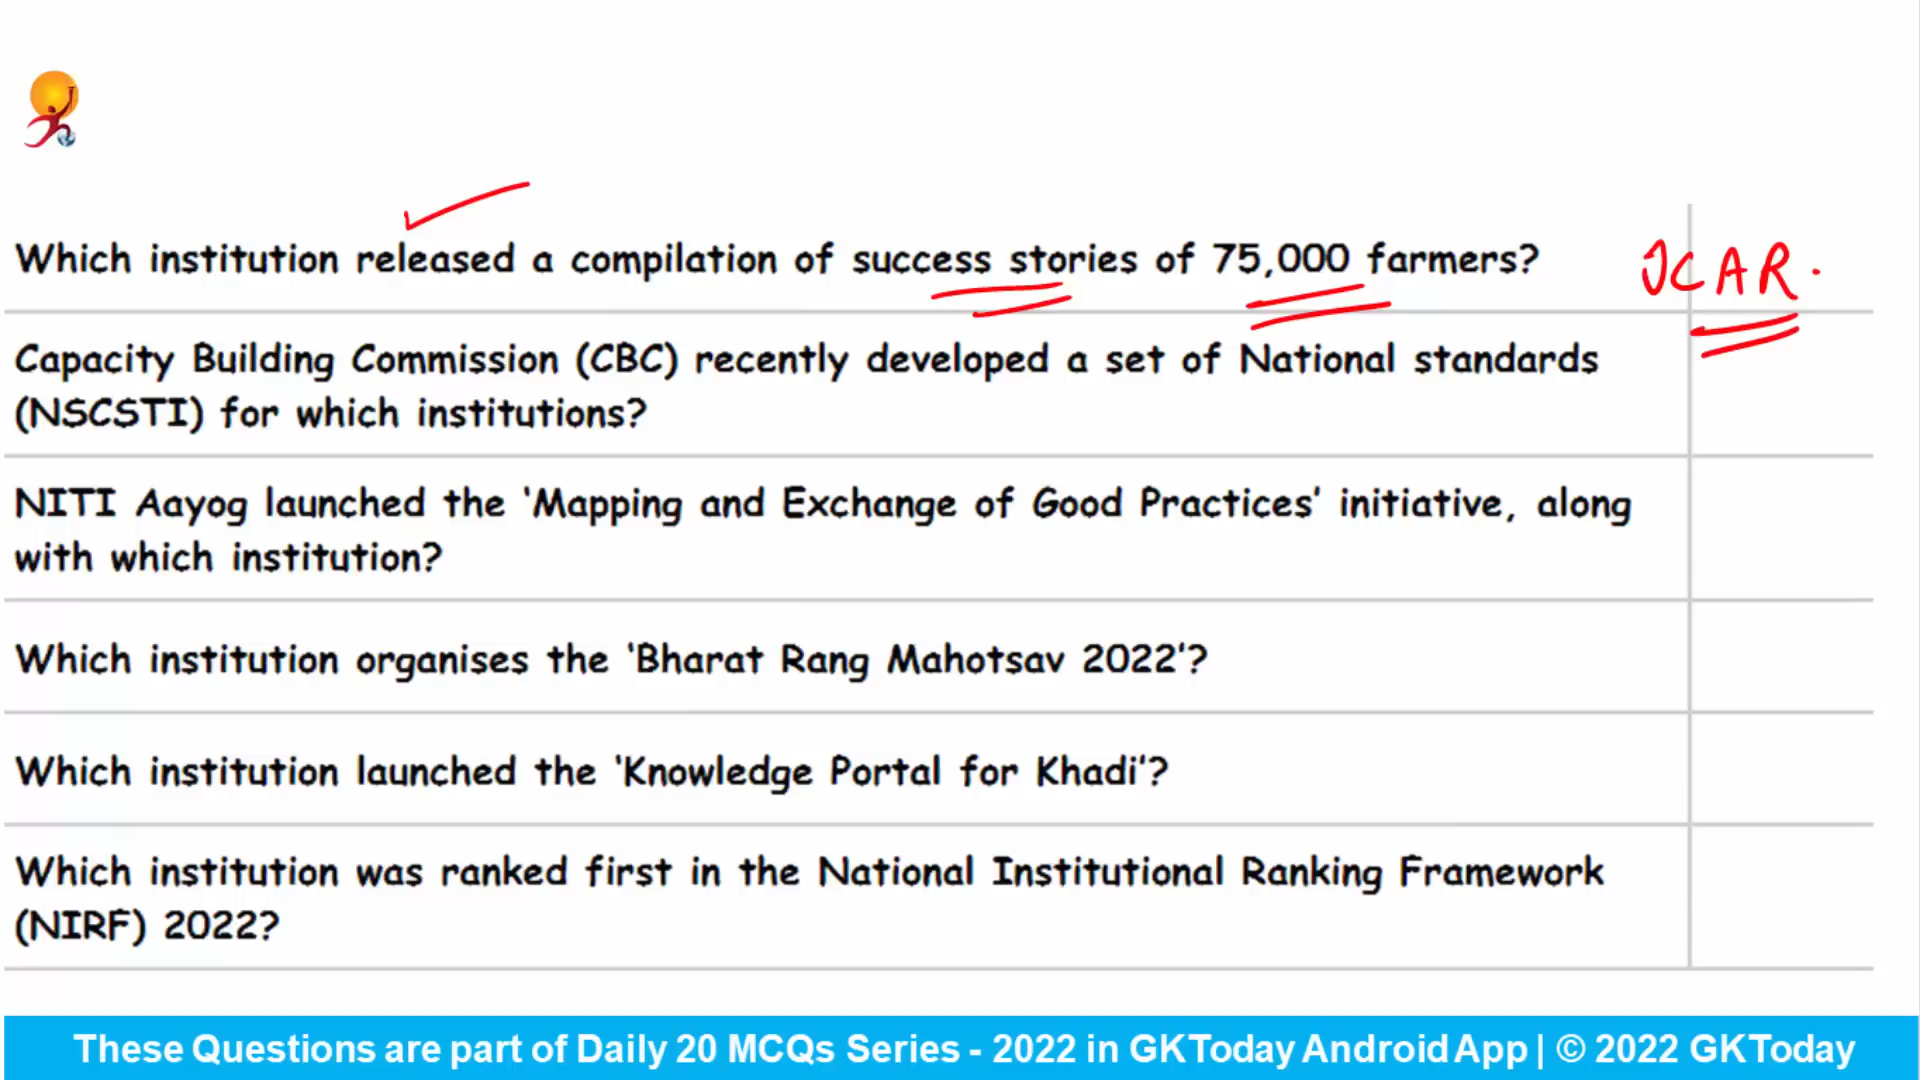 Which institution released a compilation of success stories of 75,000 farmers?
ICAR.
Capacity Building Commission (CBC) recently developed a set of National standards
(NSCSTI) for which institutions?
NITI Aayog launched the ‘Mapping and Exchange of Good Practices’ initiative, along
with which institution?
Which institution organises the ‘Bharat Rang Mahotsav 2022’?
Which institution launched the ‘Knowledge Portal for Khadi’?
Which institution was ranked first in the National Institutional Ranking Framework
(NIRF) 2022?
These Questions are part of Daily 20 MCQs Series - 2022 in GKToday Android App | © 2022 GKToday